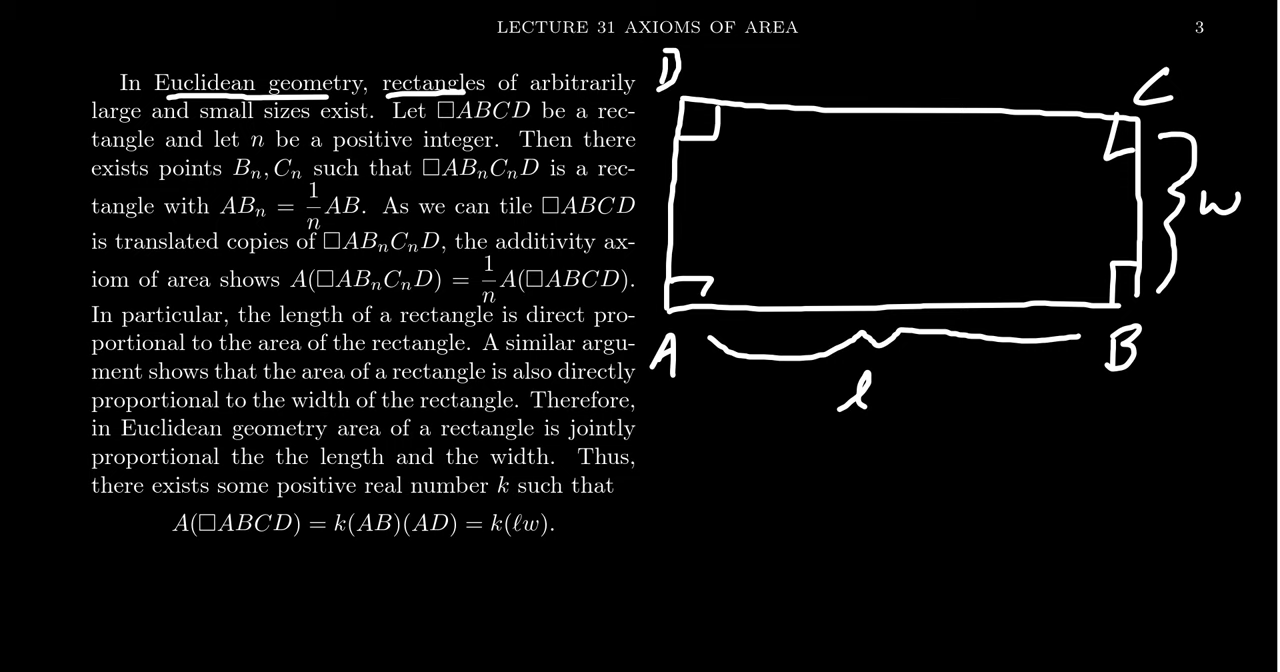 LECTURE 31 AXIOMS OF AREA 3
In Euclidean geometry, rectangles of arbitrarily
large and small sizes exist. Let □ABCD be a rec-
tangle and let n be a positive integer. Then there
exists points Bₙ, Cₙ such that □ABₙCₙD is a rec-
tangle with ABₙ = 1/n AB. As we can tile □ABCD
is translated copies of □ABₙCₙD, the additivity ax-
iom of area shows A(□ABₙCₙD) = 1/n A(□ABCD).
In particular, the length of a rectangle is direct pro-
portional to the area of the rectangle. A similar argu-
ment shows that the area of a rectangle is also directly
proportional to the width of the rectangle. Therefore,
in Euclidean geometry area of a rectangle is jointly
proportional the the length and the width. Thus,
there exists some positive real number k such that
A(□ABCD) = k(AB)(AD) = k(ℓw).
D
C
w
A
B
ℓ